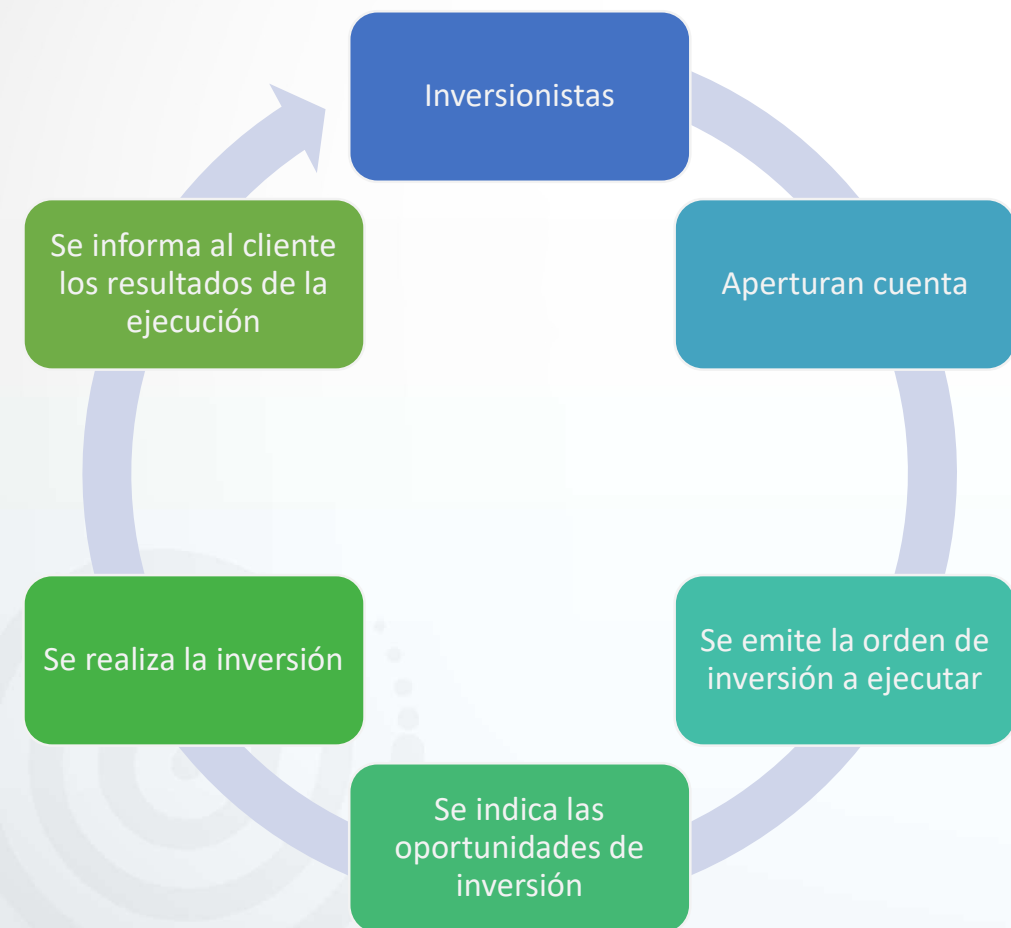 Inversionistas
Aperturan cuenta
Se emite la orden de
inversión a ejecutar
Se indica las
oportunidades de
inversión
Se realiza la inversión
Se informa al cliente
los resultados de la
ejecución